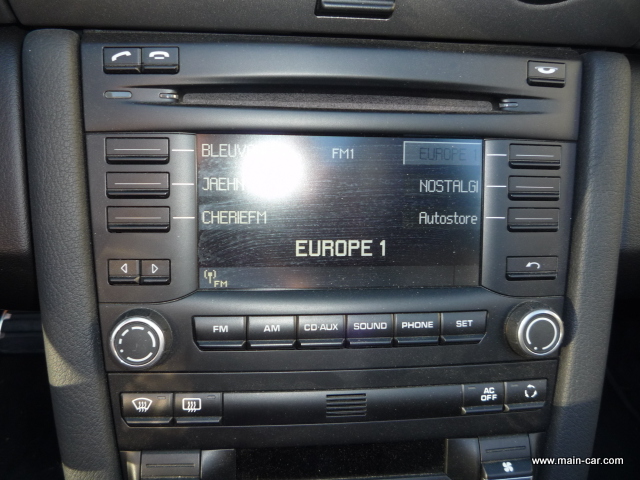 FM1
EUROPE 1
NOSTALGI
CHERIEFM
Autostore
EUROPE 1
FM
FM AM CD·AUX SOUND PHONE SET
AC
OFF
www.main-car.com